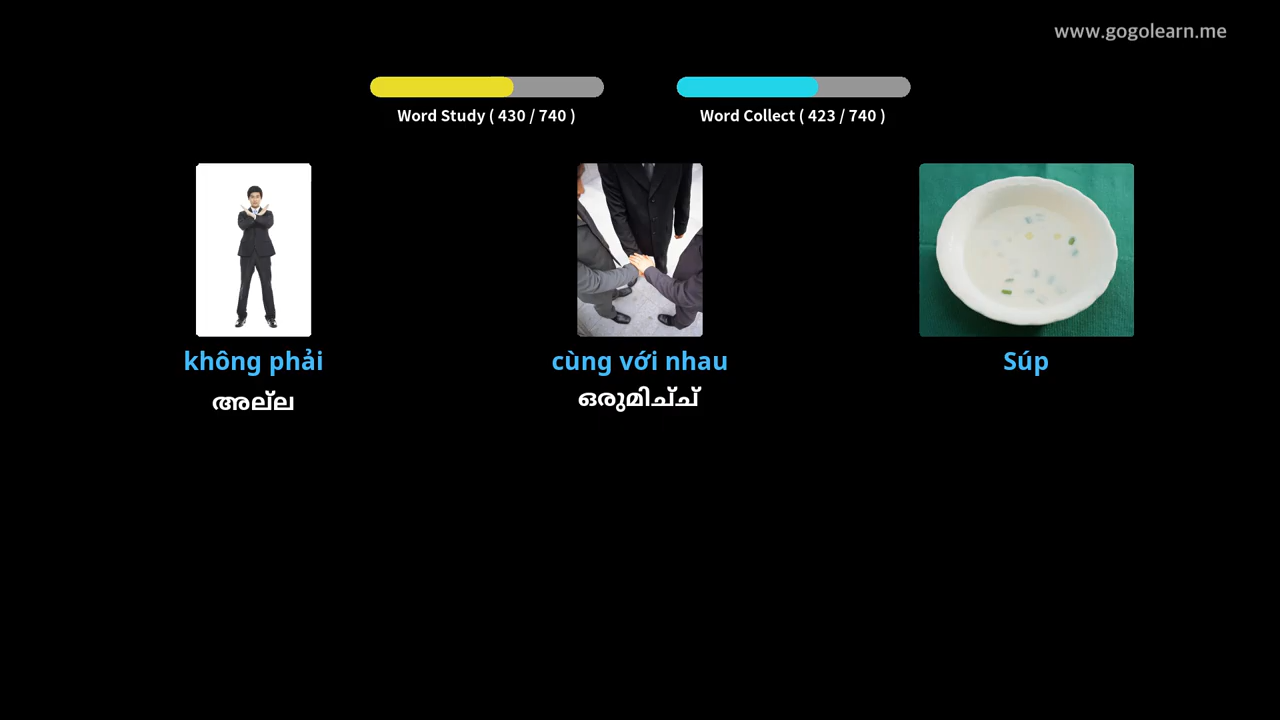 www.gogolearn.me
Word Study ( 430 / 740 )
Word Collect ( 423 / 740 )
không phải
cùng với nhau
Súp
അല്ല
ഒരുമിച്ച്